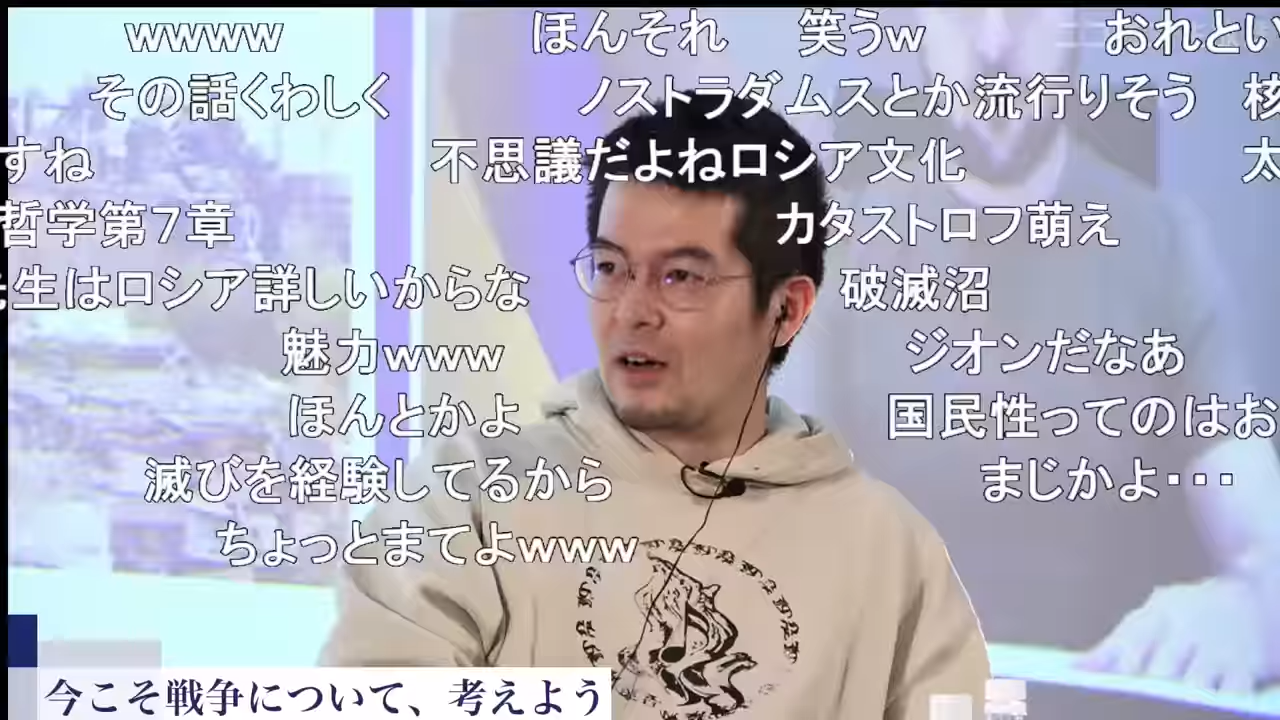 wwww ほんそれ 笑うw おれとい
その話くわしく ノストラダムスとか流行りそう 核
すね 不思議だよねロシア文化 太
哲学第7章 カタストロフ萌え
生はロシア詳しいからな 破滅沼
魅力www ジオンだなあ
ほんとかよ 国民性ってのはお
滅びを経験してるから まじかよ・・・
ちょっとまてよwww
今こそ戦争について、考えよう